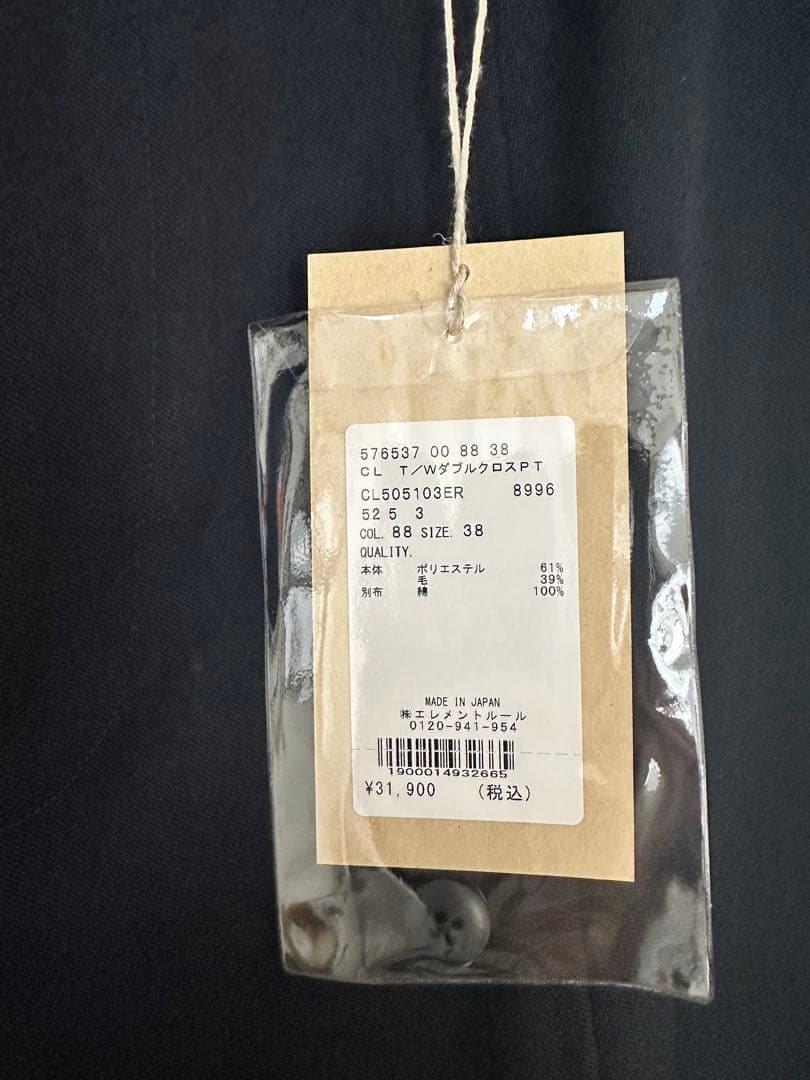 576537 00 88 38
CL T/WダブルクロスPT
CL505103ER 8996
52 5 3
COL. 88 SIZE. 38
QUALITY.
本体 ポリエステル 61%
毛 39%
別布 綿 100%
MADE IN JAPAN
㈱エレメントルール
0120-941-954
1900014932665
¥31,900 (税込)